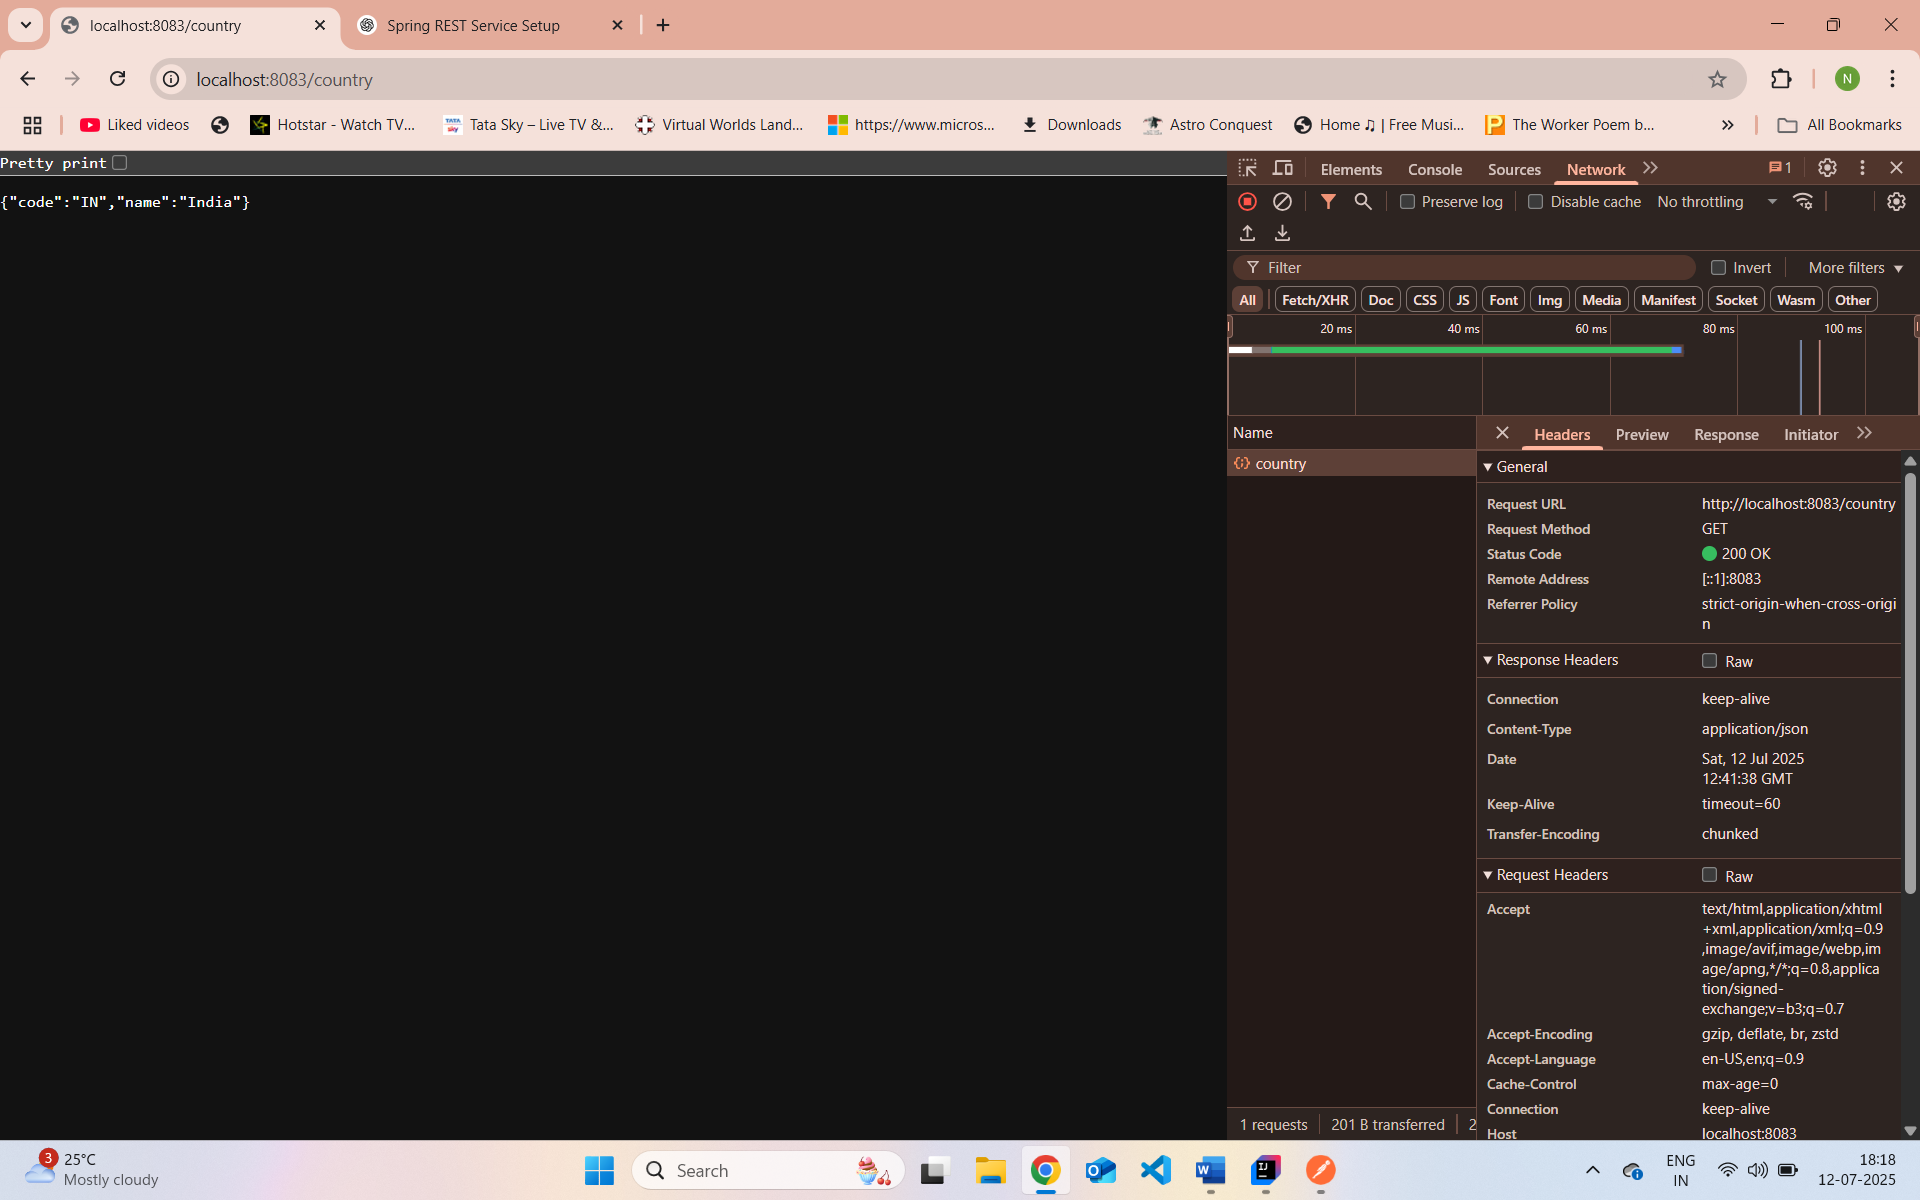 localhost:8083/country
Spring REST Service Setup
localhost:8083/country
N
Liked videos
Hotstar - Watch TV...
Tata Sky – Live TV &...
Virtual Worlds Land...
https://www.micros...
Downloads
Astro Conquest
Home ♫ | Free Musi...
The Worker Poem b...
All Bookmarks
Pretty print
{"code":"IN","name":"India"}
Elements
Console
Sources
Network
1
Preserve log
Disable cache
No throttling
Filter
Invert
More filters
All
Fetch/XHR
Doc
CSS
JS
Font
Img
Media
Manifest
Socket
Wasm
Other
20 ms
40 ms
60 ms
80 ms
100 ms
Name
country
Headers
Preview
Response
Initiator
General
Request URL
http://localhost:8083/country
Request Method
GET
Status Code
200 OK
Remote Address
[::1]:8083
Referrer Policy
strict-origin-when-cross-origi
n
Response Headers
Raw
Connection
keep-alive
Content-Type
application/json
Date
Sat, 12 Jul 2025
12:41:38 GMT
Keep-Alive
timeout=60
Transfer-Encoding
chunked
Request Headers
Raw
Accept
text/html,application/xhtml
+xml,application/xml;q=0.9
,image/avif,image/webp,im
age/apng,*/*;q=0.8,applica
tion/signed-
exchange;v=b3;q=0.7
Accept-Encoding
gzip, deflate, br, zstd
Accept-Language
en-US,en;q=0.9
Cache-Control
max-age=0
Connection
keep-alive
Host
localhost:8083
1 requests
201 B transferred
2
3
25°C
Mostly cloudy
Search
ENG
IN
18:18
12-07-2025